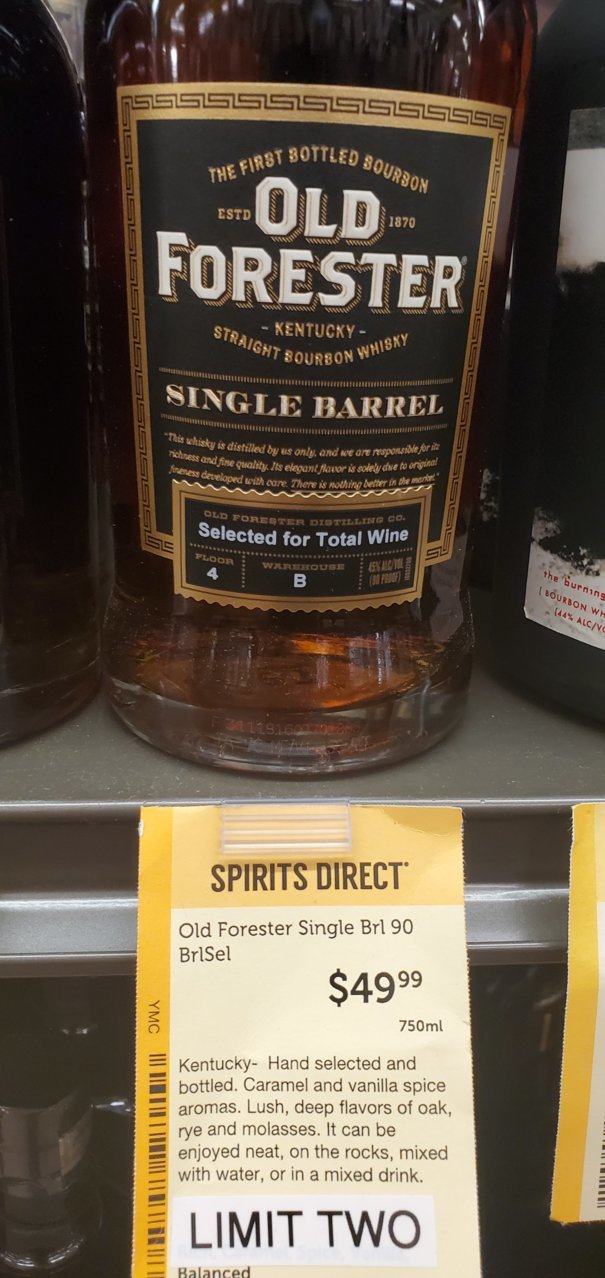 THE FIRST BOTTLED BOURBON
ESTD OLD 1870
FORESTER
- KENTUCKY -
STRAIGHT BOURBON WHISKY
SINGLE BARREL
"This whisky is distilled by us only, and we are responsible for its
richness and fine quality. Its elegant flavor is solely due to original
fineness developed with care. There is nothing better in the market."
OLD FORESTER DISTILLING CO.
Selected for Total Wine
FLOOR
4
WAREHOUSE
B
45% ALC/VOL
(90 PROOF)
the Burning
BOURBON WH
(44% ALC/VO
SPIRITS DIRECT
Old Forester Single Brl 90
BrlSel
$49⁹⁹
750ml
YMC
Kentucky- Hand selected and
bottled. Caramel and vanilla spice
aromas. Lush, deep flavors of oak,
rye and molasses. It can be
enjoyed neat, on the rocks, mixed
with water, or in a mixed drink.
LIMIT TWO
Balanced